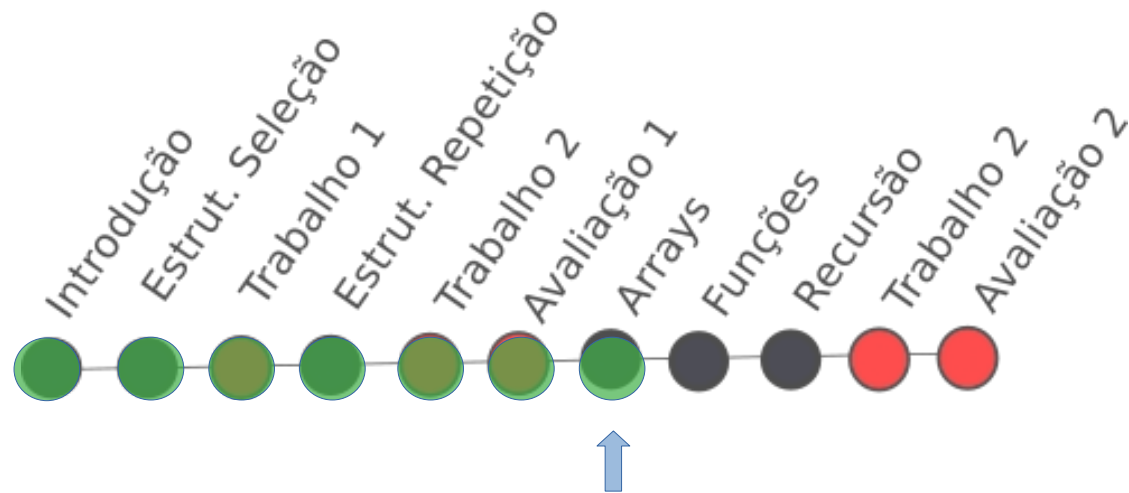 Introdução
Estrut. Seleção
Trabalho 1
Estrut. Repetição
Trabalho 2
Avaliação 1
Arrays
Funções
Recursão
Trabalho 2
Avaliação 2